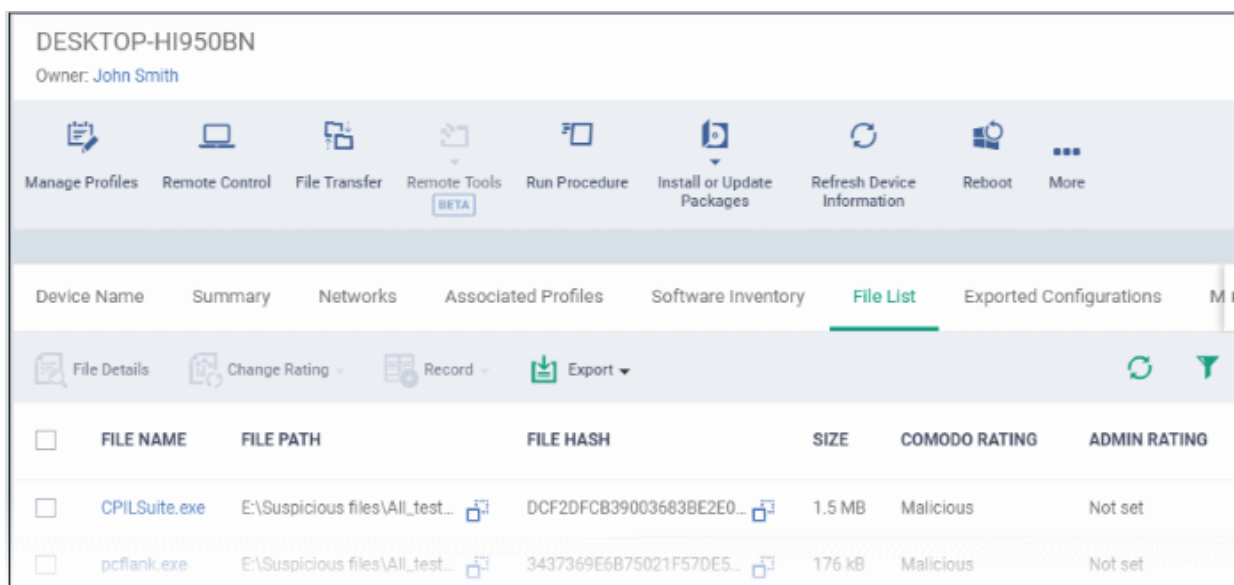 DESKTOP-HI950BN
Owner: John Smith
Manage Profiles Remote Control File Transfer Remote Tools Run Procedure Install or Update Refresh Device Reboot More
BETA Packages Information
Device Name Summary Networks Associated Profiles Software Inventory File List Exported Configurations M
File Details Change Rating Record Export
FILE NAME FILE PATH FILE HASH SIZE COMODO RATING ADMIN RATING
CPILSuite.exe E:\Suspicious files\All_test... DCF2DFCB39003683BE2E0... 1.5 MB Malicious Not set
pcflank.exe E:\Suspicious files\All_test... 3437369E6B75021F57DE5... 176 kB Malicious Not set